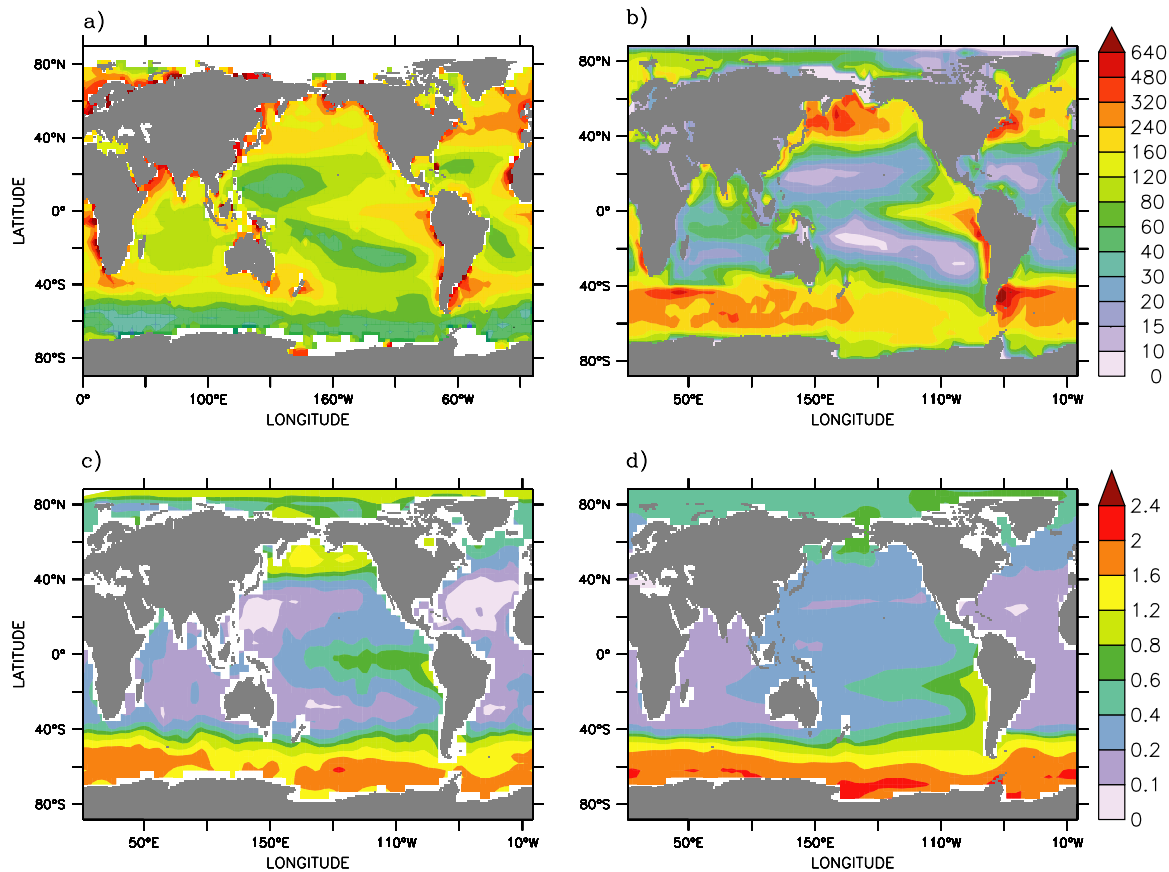 a)
b)
80°N
40°N
0°
40°S
80°S
LATITUDE
0° 100°E 160°W 60°W
LONGITUDE
80°N
40°N
0°
40°S
80°S
50°E 150°E 110°W 10°W
LONGITUDE
640
480
320
240
160
120
80
60
40
30
20
15
10
0
c)
d)
80°N
40°N
0°
40°S
80°S
LATITUDE
50°E 150°E 110°W 10°W
LONGITUDE
80°N
40°N
0°
40°S
80°S
50°E 150°E 110°W 10°W
LONGITUDE
2.4
2
1.6
1.2
0.8
0.6
0.4
0.2
0.1
0